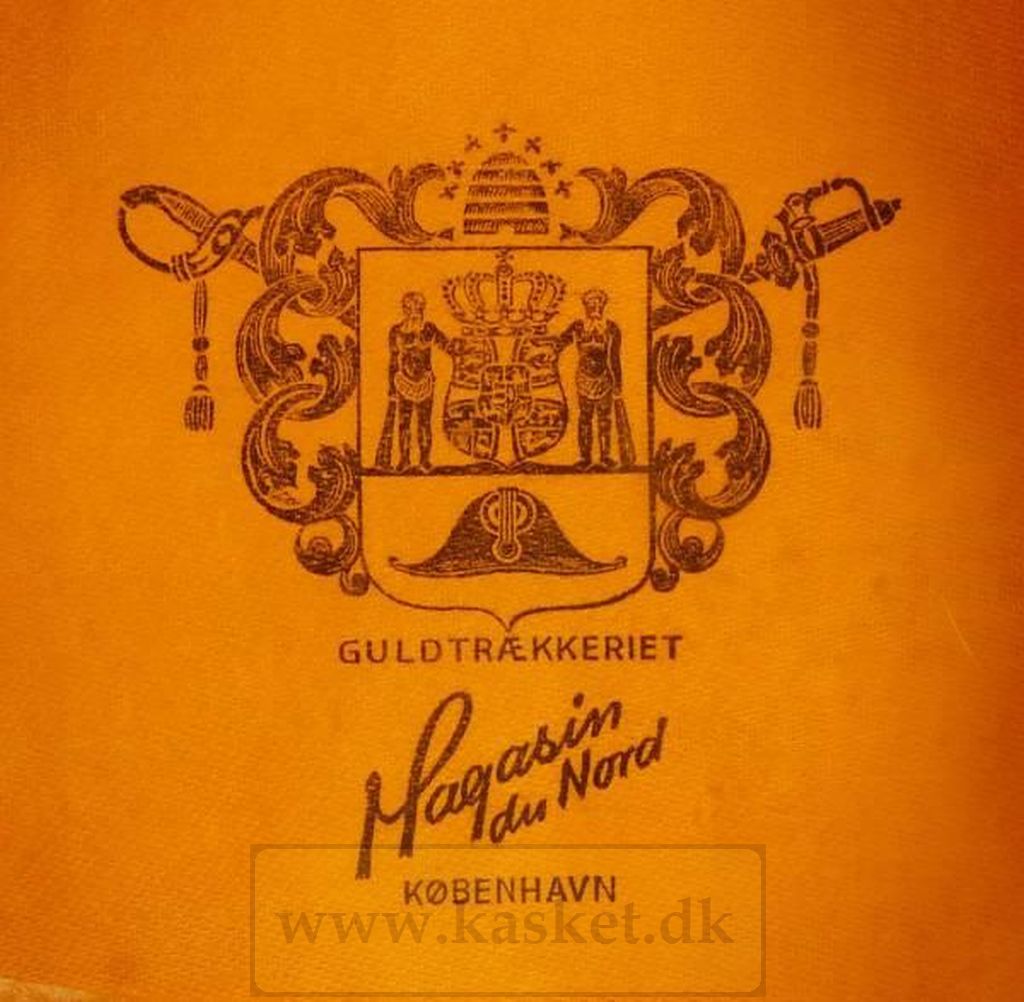 GULDTRÆKKERIET
Magasin
du Nord
KØBENHAVN
www.kasket.dk